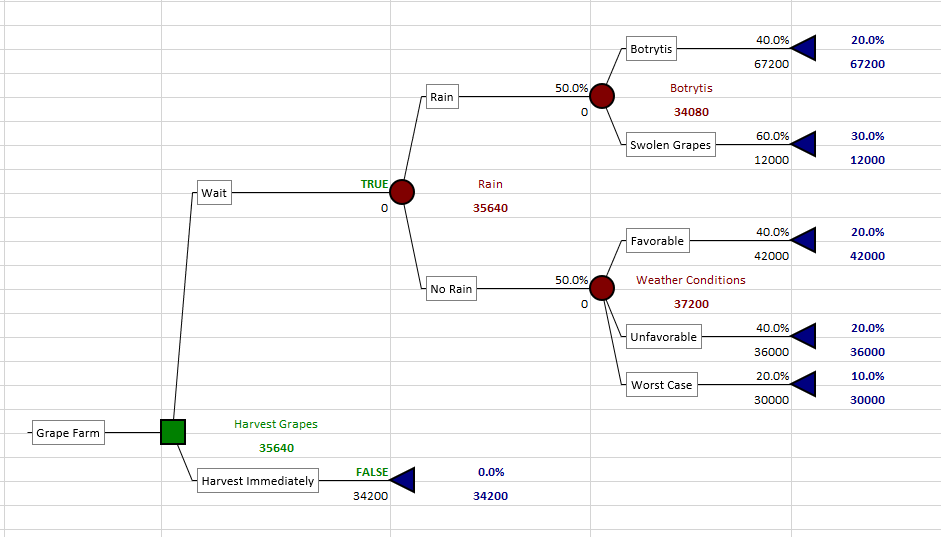 40.0% 20.0%
Botrytis
67200 67200
50.0% Botrytis
Rain
0 34080
60.0% 30.0%
Swolen Grapes
12000 12000
TRUE Rain
Wait
0 35640
40.0% 20.0%
Favorable
42000 42000
50.0% Weather Conditions
No Rain
0 37200
40.0% 20.0%
Unfavorable
36000 36000
20.0% 10.0%
Worst Case
30000 30000
Harvest Grapes
Grape Farm
35640
FALSE 0.0%
Harvest Immediately
34200 34200